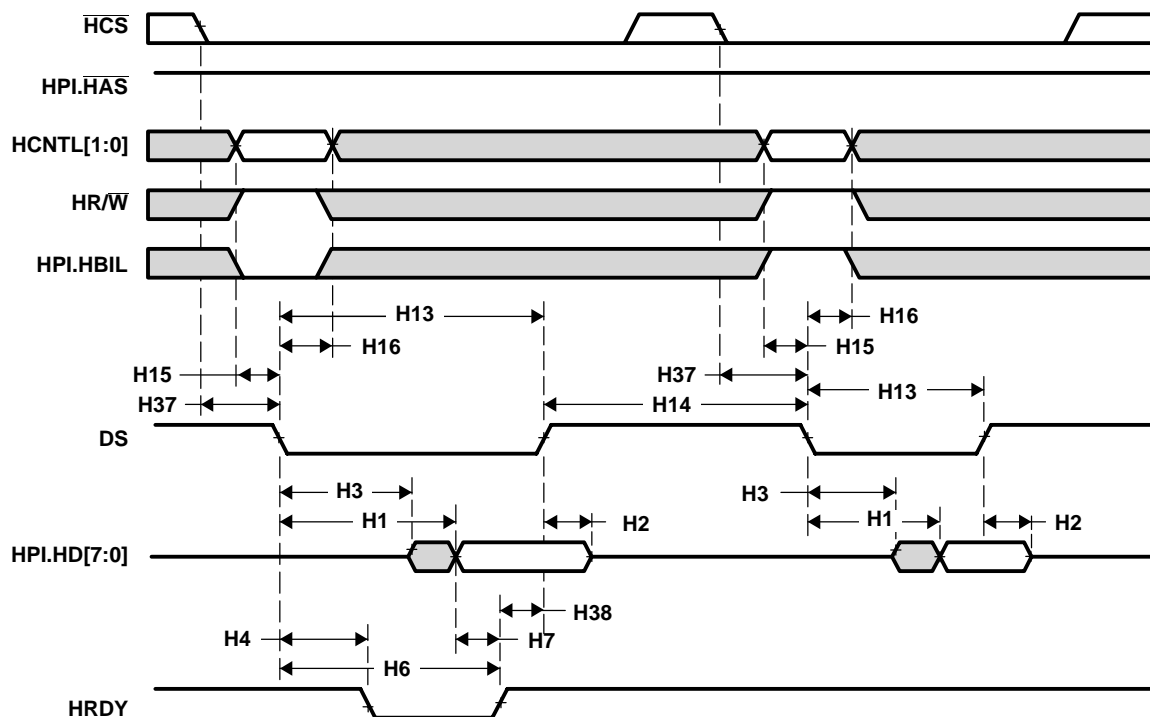 HCS
HPI.HAS
HCNTL[1:0]
HR/W
HPI.HBIL
H13
H16
H16
H15
H15
H37
H37
H13
H14
DS
H3
H3
H1
H2
H1
H2
HPI.HD[7:0]
H38
H4
H7
H6
HRDY